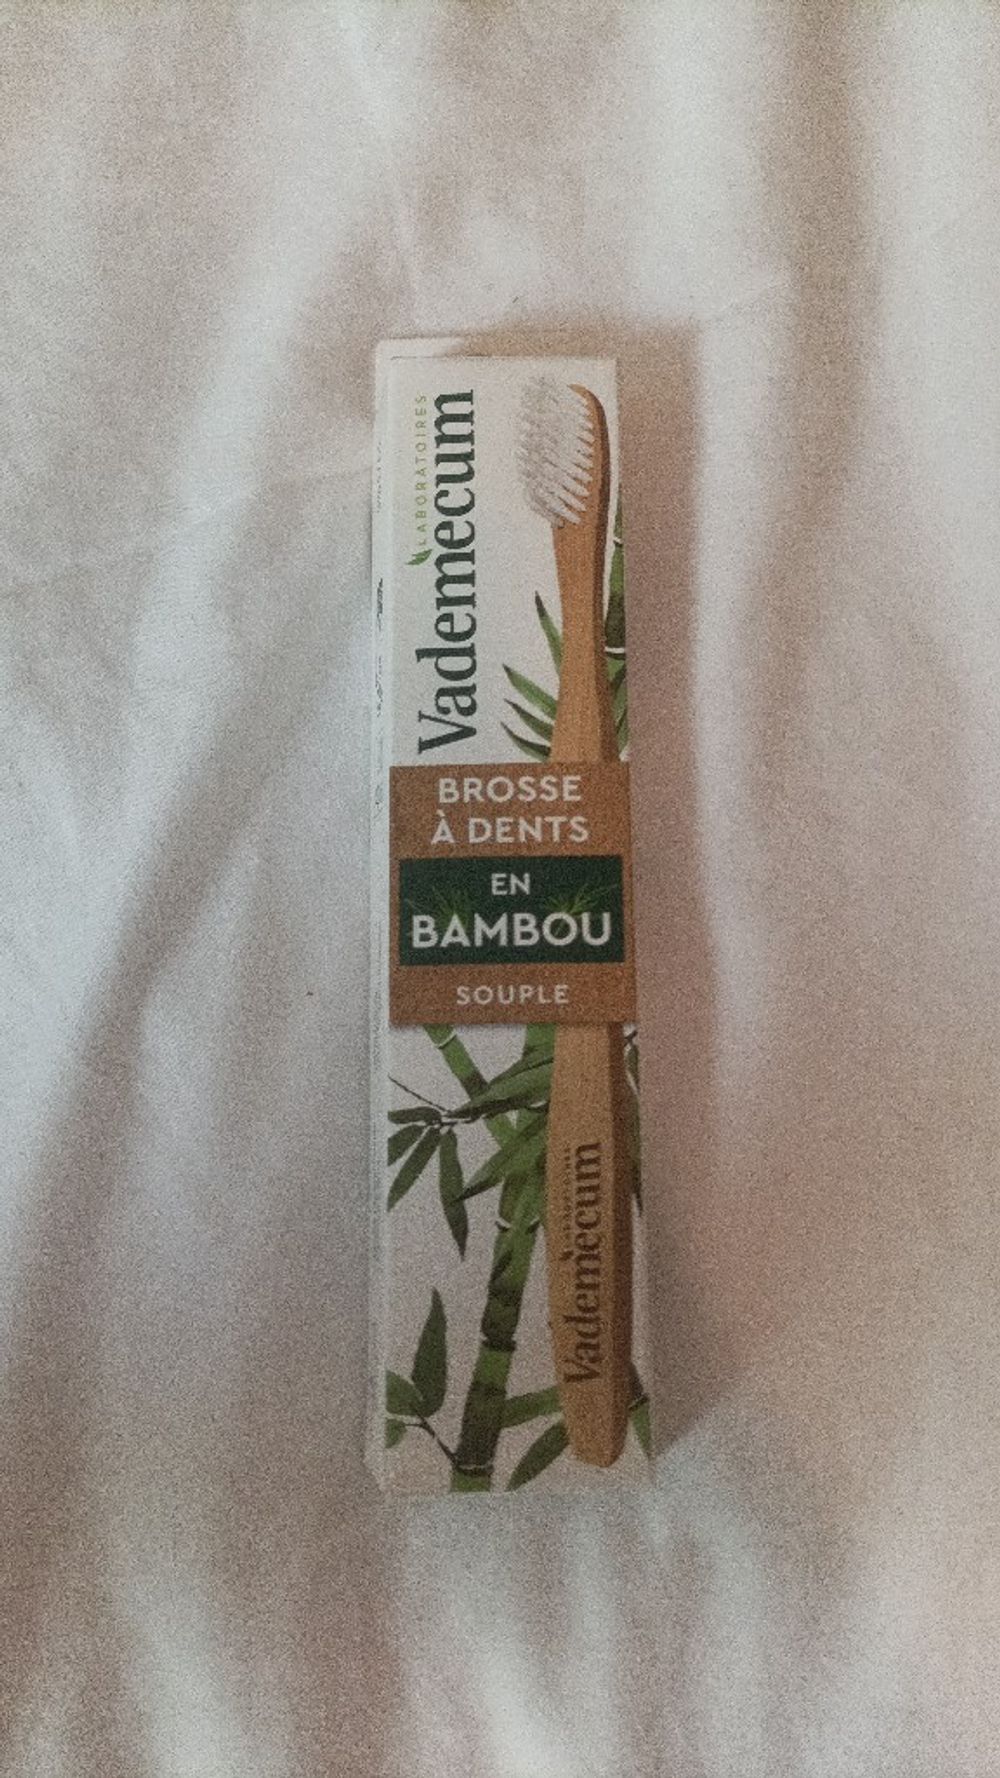 LABORATOIRES
Vademecum
BROSSE
À DENTS
EN
BAMBOU
SOUPLE
LABORATOIRES
Vademecum